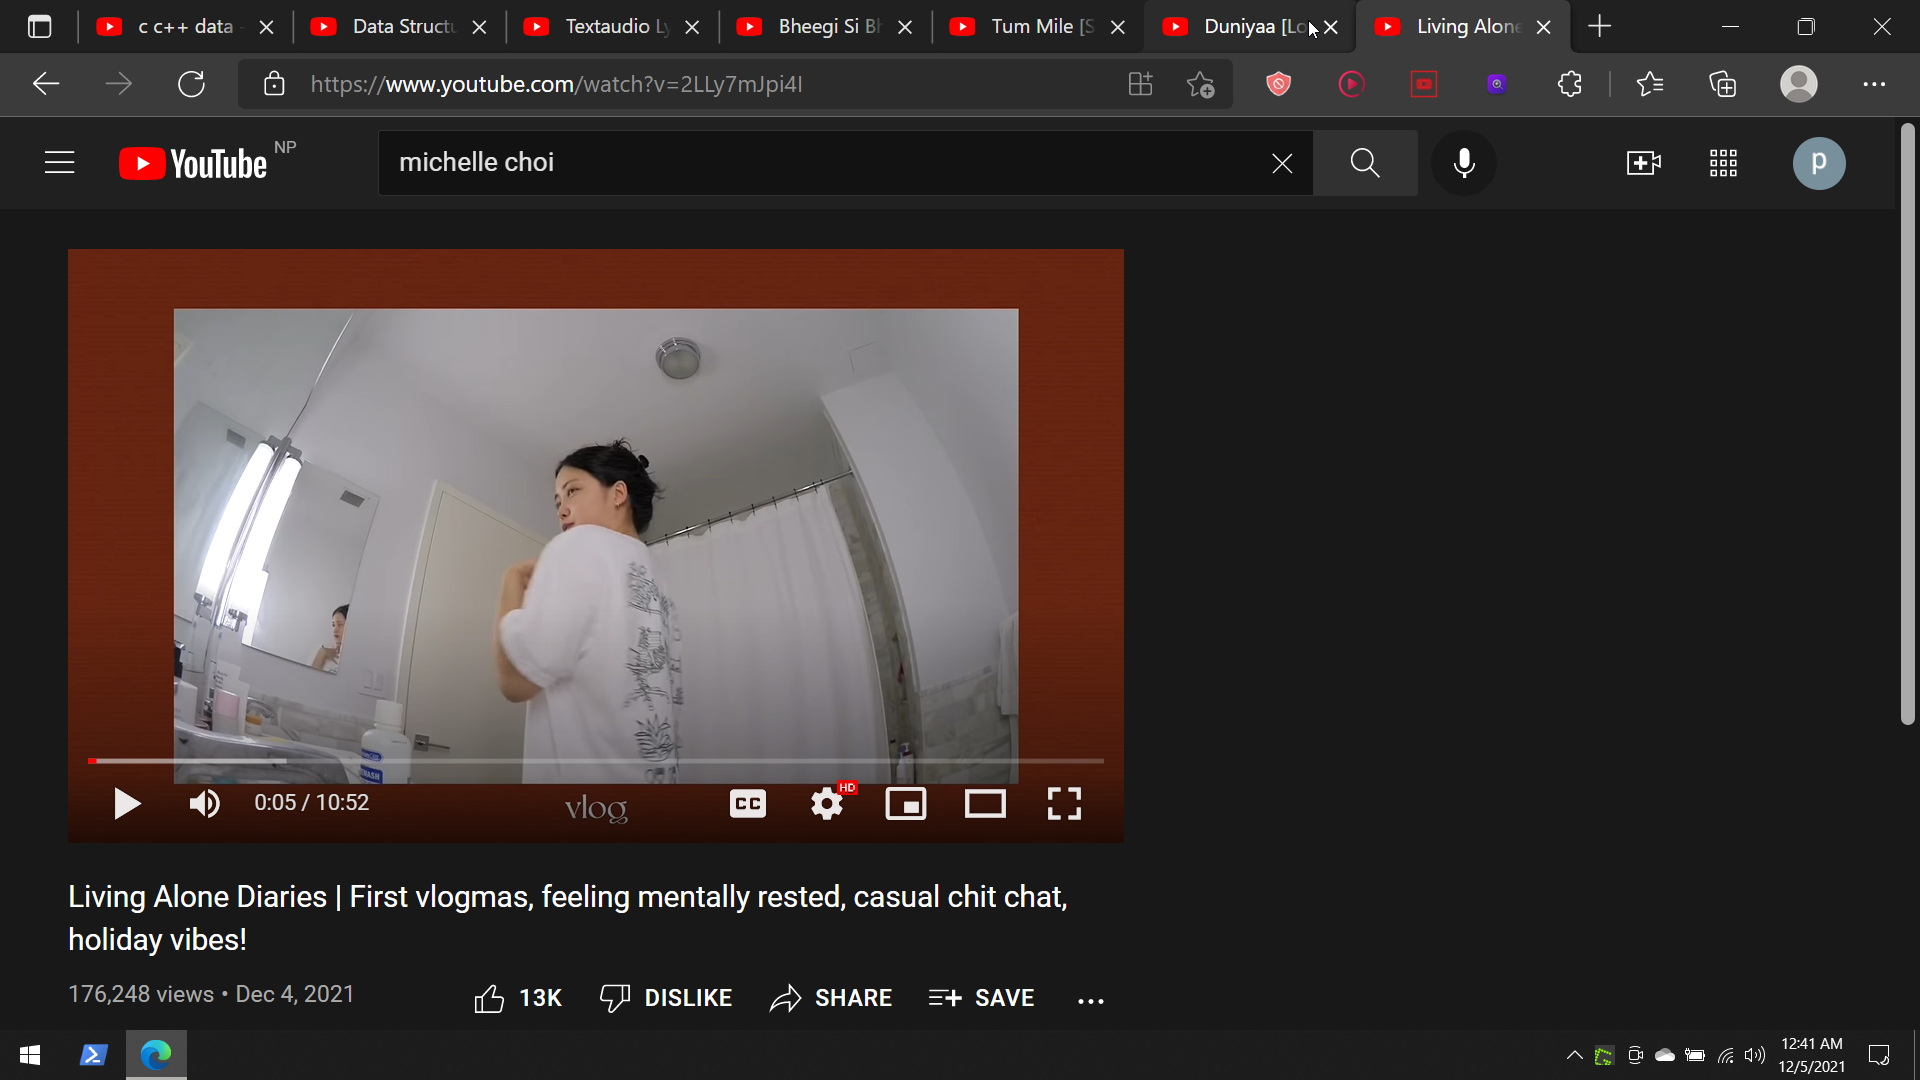 c c++ data
Data Structu
Textaudio Ly
Bheegi Si Bh
Tum Mile [S
Duniyaa [Lo
Living Alone
https://www.youtube.com/watch?v=2LLy7mJpi4I
YouTube NP
michelle choi
p
0:05 / 10:52
vlog
CC
HD
Living Alone Diaries | First vlogmas, feeling mentally rested, casual chit chat,
holiday vibes!
176,248 views • Dec 4, 2021
13K DISLIKE SHARE SAVE
12:41 AM
12/5/2021